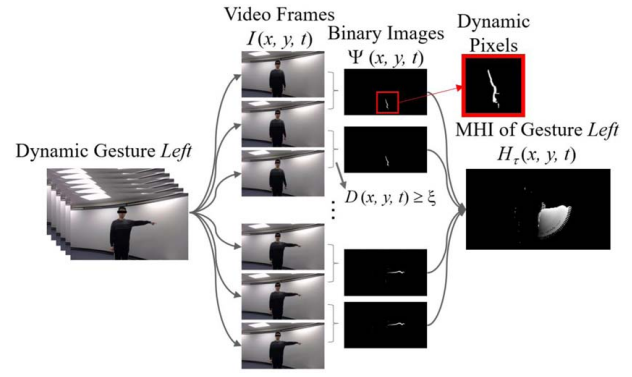 Video Frames
I (x, y, t)
Binary Images
Ψ (x, y, t)
Dynamic
Pixels
Dynamic Gesture Left
D (x, y, t) ≥ ξ
MHI of Gesture Left
Hτ (x, y, t)